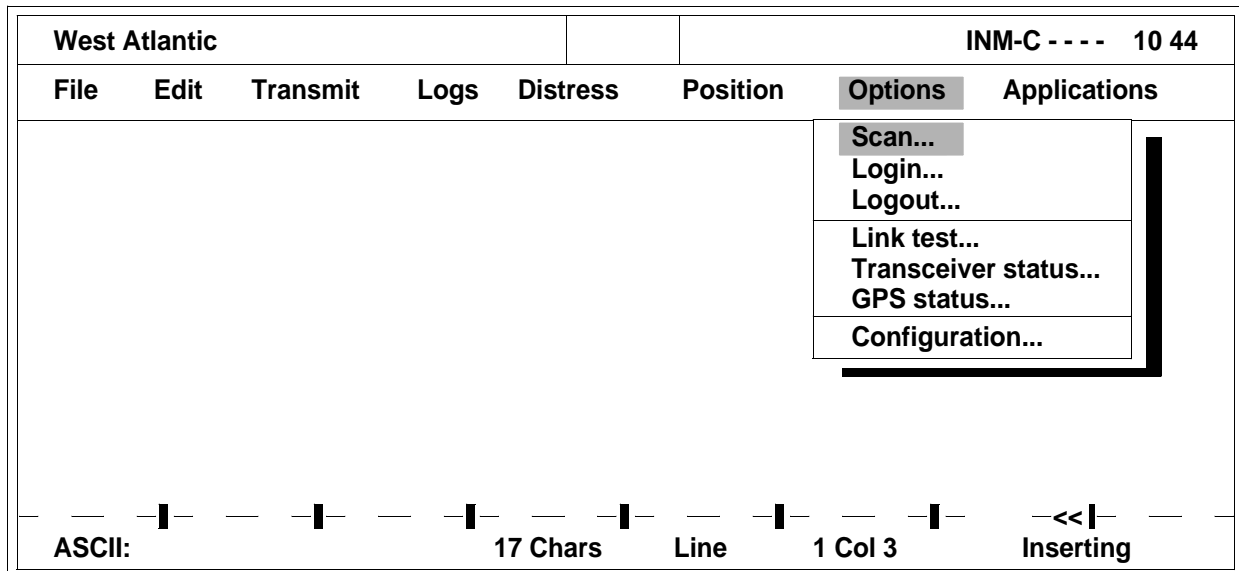 West Atlantic INM-C - - - - 10 44
File Edit Transmit Logs Distress Position Options Applications
Scan...
Login...
Logout...
Link test...
Transceiver status...
GPS status...
Configuration...
<<
ASCII: 17 Chars Line 1 Col 3 Inserting